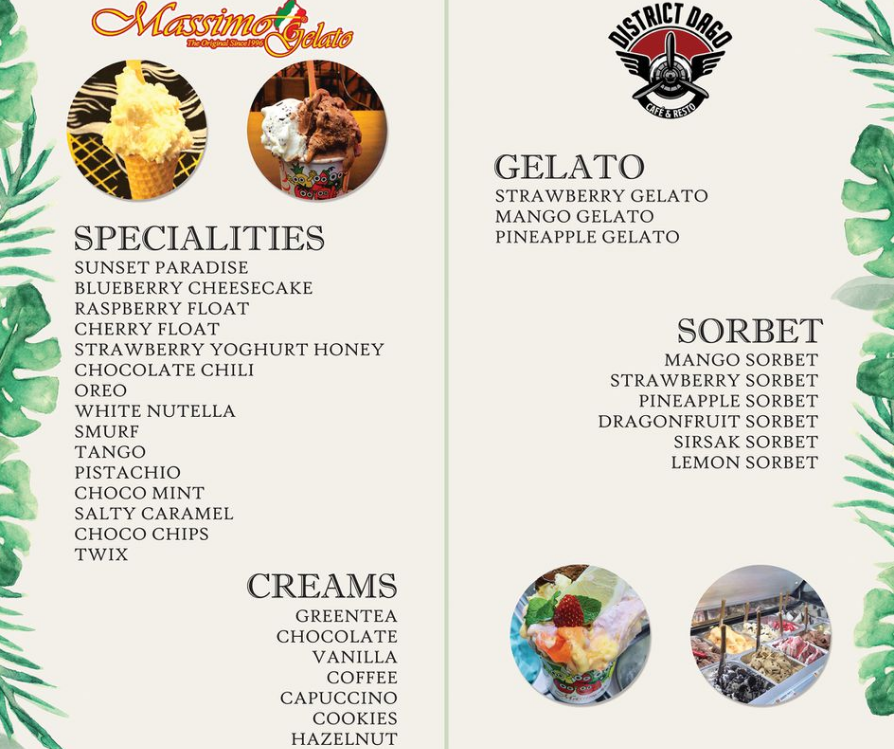 Massimo
Gelato
The Original Since 1996
SPECIALITIES
SUNSET PARADISE
BLUEBERRY CHEESECAKE
RASPBERRY FLOAT
CHERRY FLOAT
STRAWBERRY YOGHURT HONEY
CHOCOLATE CHILI
OREO
WHITE NUTELLA
SMURF
TANGO
PISTACHIO
CHOCO MINT
SALTY CARAMEL
CHOCO CHIPS
TWIX
CREAMS
GREENTEA
CHOCOLATE
VANILLA
COFFEE
CAPUCCINO
COOKIES
HAZELNUT
DISTRICT DAGO
CAFÉ & RESTO
GELATO
STRAWBERRY GELATO
MANGO GELATO
PINEAPPLE GELATO
SORBET
MANGO SORBET
STRAWBERRY SORBET
PINEAPPLE SORBET
DRAGONFRUIT SORBET
SIRSAK SORBET
LEMON SORBET